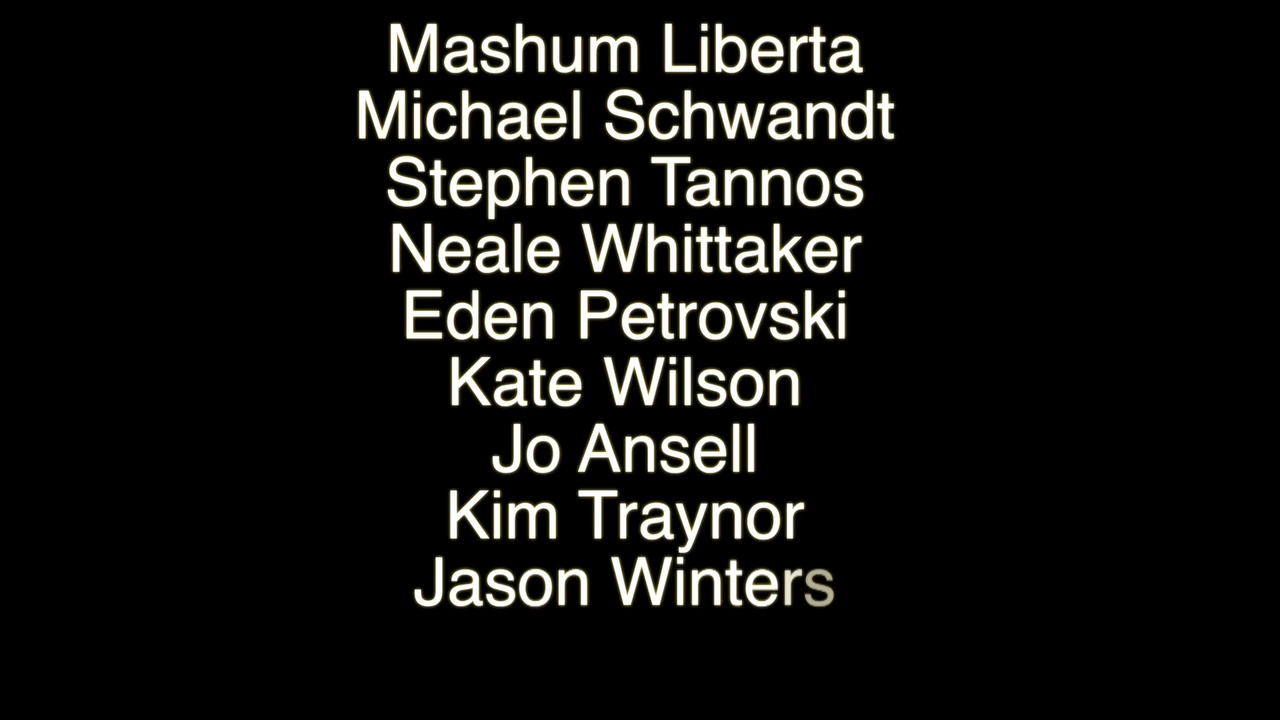 Mashum Liberta
Michael Schwandt
Stephen Tannos
Neale Whittaker
Eden Petrovski
Kate Wilson
Jo Ansell
Kim Traynor
Jason Winters